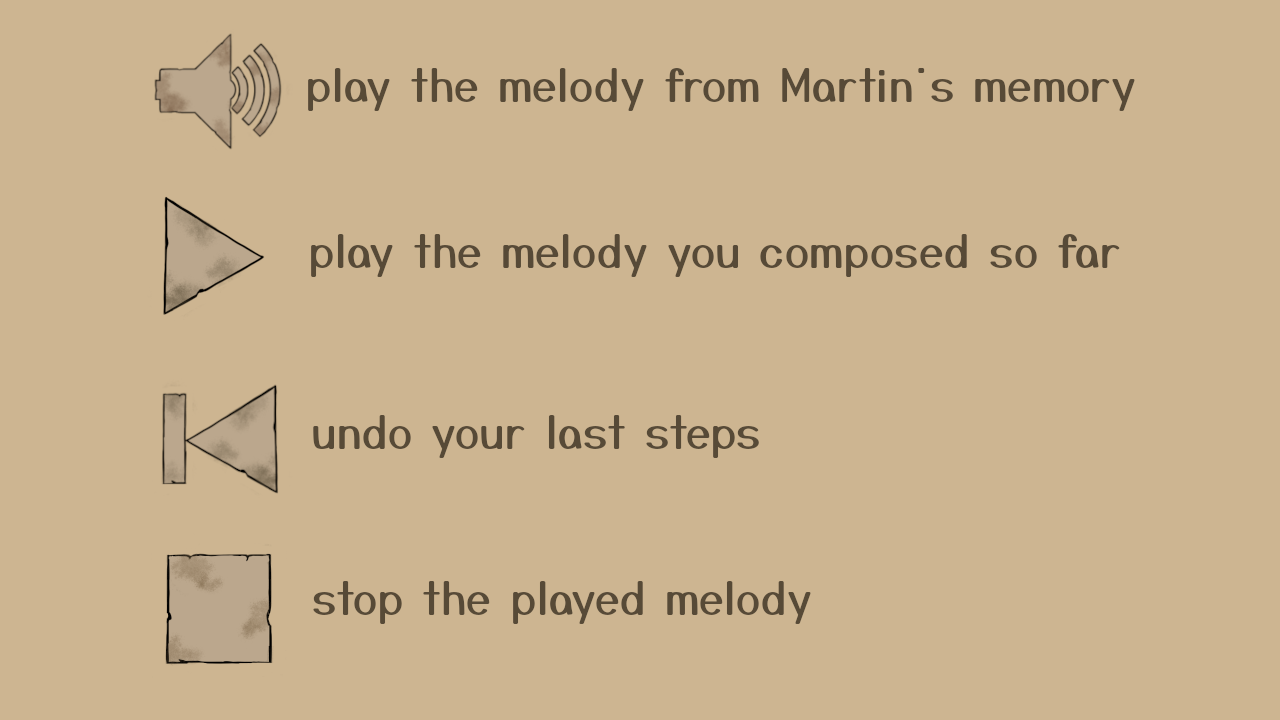 play the melody from Martin's memory
play the melody you composed so far
undo your last steps
stop the played melody